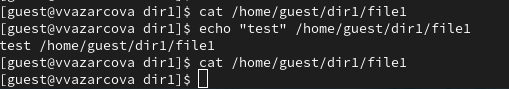 [guest@vvazarcova dir1]$ cat /home/guest/dir1/file1
[guest@vvazarcova dir1]$ echo "test" /home/guest/dir1/file1
test /home/guest/dir1/file1
[guest@vvazarcova dir1]$ cat /home/guest/dir1/file1
[guest@vvazarcova dir1]$